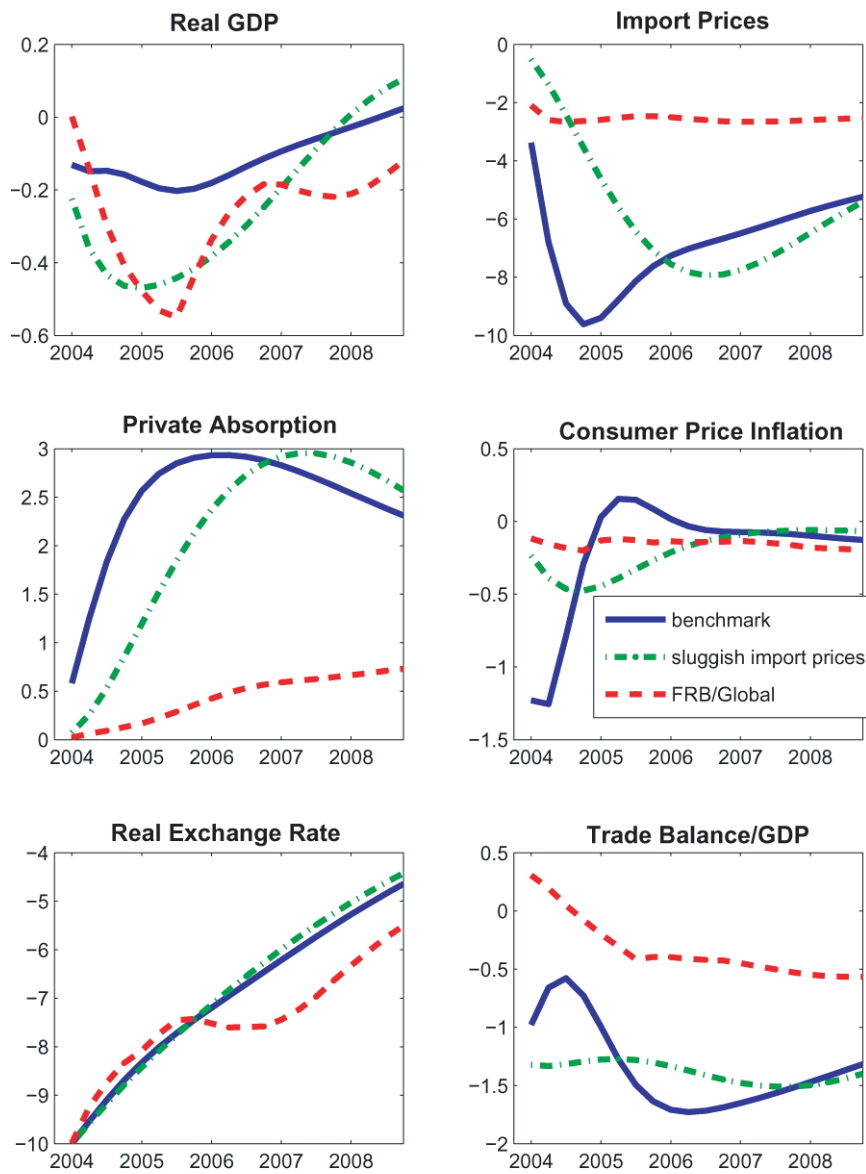 Real GDP
0.2
0
−0.2
−0.4
−0.6
2004 2005 2006 2007 2008
Import Prices
0
−2
−4
−6
−8
−10
2004 2005 2006 2007 2008
Private Absorption
3
2.5
2
1.5
1
0.5
0
2004 2005 2006 2007 2008
Consumer Price Inflation
0.5
0
−0.5
−1
−1.5
benchmark
sluggish import prices
FRB/Global
2004 2005 2006 2007 2008
Real Exchange Rate
−4
−5
−6
−7
−8
−9
−10
2004 2005 2006 2007 2008
Trade Balance/GDP
0.5
0
−0.5
−1
−1.5
−2
2004 2005 2006 2007 2008